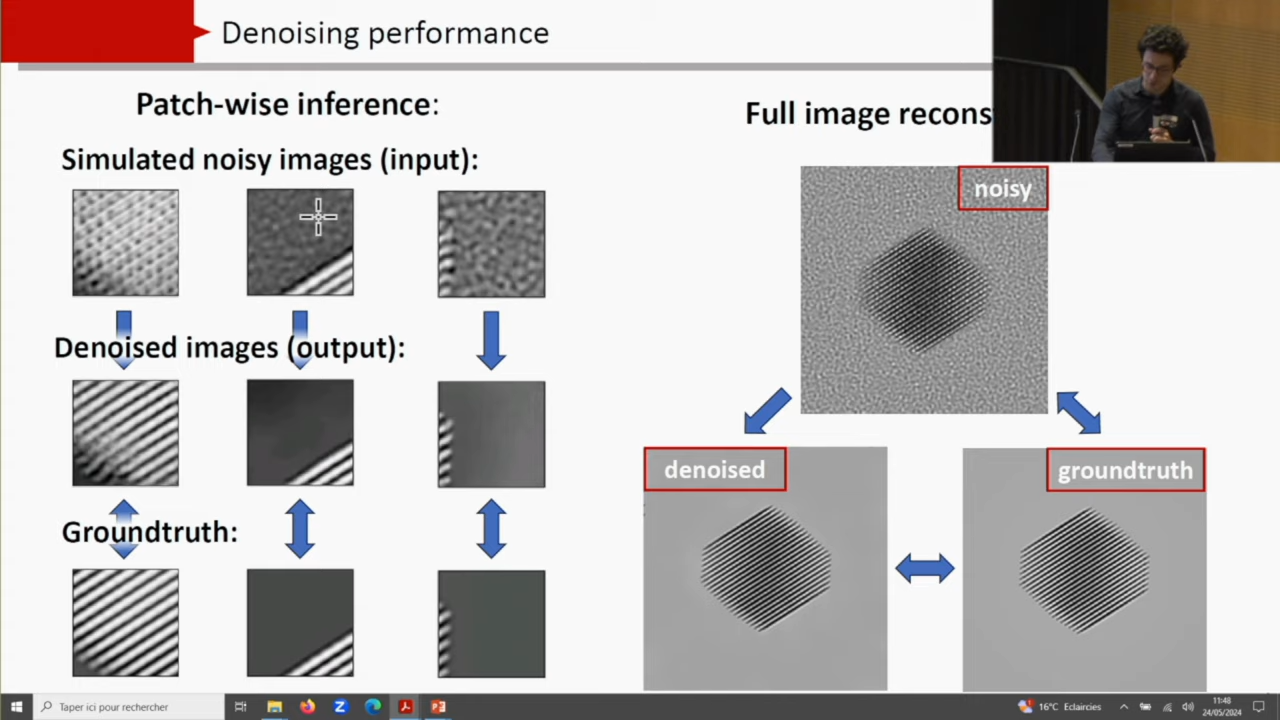 Denoising performance
Patch-wise inference:
Simulated noisy images (input):
Denoised images (output):
Groundtruth:
Full image recons
noisy
denoised
groundtruth
Taper ici pour rechercher
16°C Eclaircies
11:48
24/05/2024